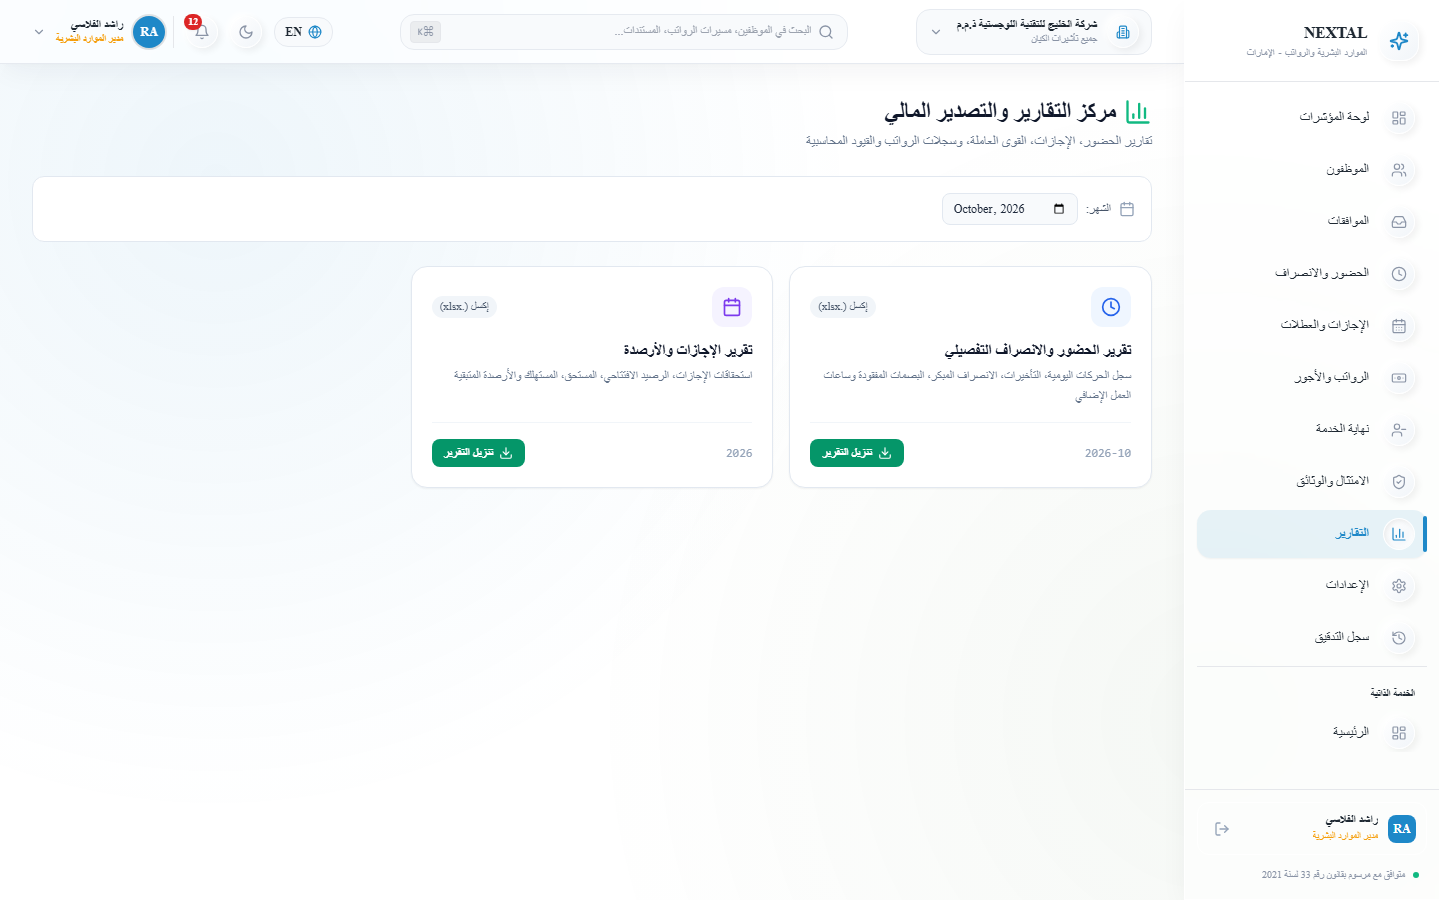 NEXTAL
الموارد البشرية والرواتب - الإمارات
لوحة المؤشرات
الموظفون
الموافقات
الحضور والانصراف
الإجازات والعطلات
الرواتب والأجور
نهاية الخدمة
الامتثال والوثائق
التقارير
الإعدادات
سجل التدقيق
الخدمة الذاتية
الرئيسية
RA
راشد الفلاسي
مدير الموارد البشرية
متوافق مع مرسوم بقانون رقم 33 لسنة 2021
شركة الخليج للتقنية اللوجستية ذ.م.م
جميع تأشيرات الكيان
البحث في الموظفين، مسيرات الرواتب، المستندات...
⌘K
EN
12
RA
راشد الفلاسي
مدير الموارد البشرية
مركز التقارير والتصدير المالي
تقارير الحضور، الإجازات، القوى العاملة، وسجلات الرواتب والقيود المحاسبية
الشهر:
October, 2026
إكسل (.xlsx)
تقرير الحضور والانصراف التفصيلي
سجل الحركات اليومية، التأخيرات، الانصراف المبكر، البصمات المفقودة وساعات
العمل الإضافي
2026-10
تنزيل التقرير
إكسل (.xlsx)
تقرير الإجازات والأرصدة
استحقاقات الإجازات، الرصيد الافتتاحي، المستحق، المستهلك والأرصدة المتبقية
2026
تنزيل التقرير